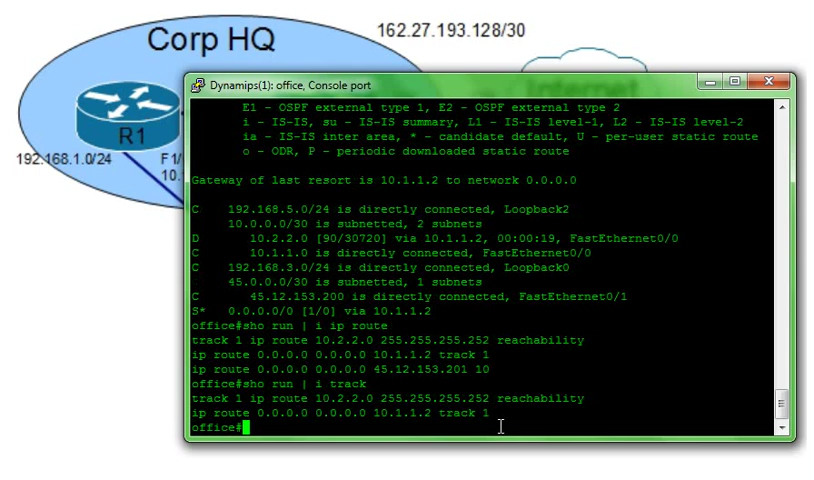 Corp HQ
162.27.193.128/30
R1
192.168.1.0/24
F1/
10.
Dynamips(1): office, Console port
E1 - OSPF external type 1, E2 - OSPF external type 2
i - IS-IS, su - IS-IS summary, L1 - IS-IS level-1, L2 - IS-IS level-2
ia - IS-IS inter area, * - candidate default, U - per-user static route
o - ODR, P - periodic downloaded static route
Gateway of last resort is 10.1.1.2 to network 0.0.0.0
C 192.168.5.0/24 is directly connected, Loopback2
10.0.0.0/30 is subnetted, 2 subnets
D 10.2.2.0 [90/30720] via 10.1.1.2, 00:00:19, FastEthernet0/0
C 10.1.1.0 is directly connected, FastEthernet0/0
C 192.168.3.0/24 is directly connected, Loopback0
45.0.0.0/30 is subnetted, 1 subnets
C 45.12.153.200 is directly connected, FastEthernet0/1
S* 0.0.0.0/0 [1/0] via 10.1.1.2
office#sho run | i ip route
track 1 ip route 10.2.2.0 255.255.255.252 reachability
ip route 0.0.0.0 0.0.0.0 10.1.1.2 track 1
ip route 0.0.0.0 0.0.0.0 45.12.153.201 10
office#sho run | i track
track 1 ip route 10.2.2.0 255.255.255.252 reachability
ip route 0.0.0.0 0.0.0.0 10.1.1.2 track 1
office#